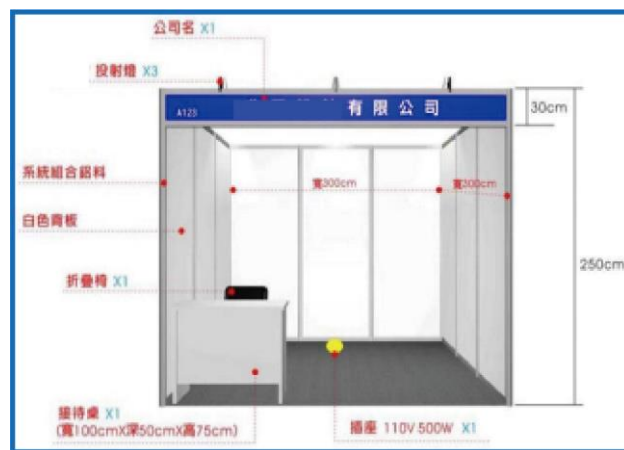 公司名 X1
投射燈 X3
A123
有限公司
30cm
系統組合鋁料
寬300cm
寬300cm
白色背板
250cm
折疊椅 X1
接待桌 X1
(寬100cmX深50cmX高75cm)
插座 110V 500W X1